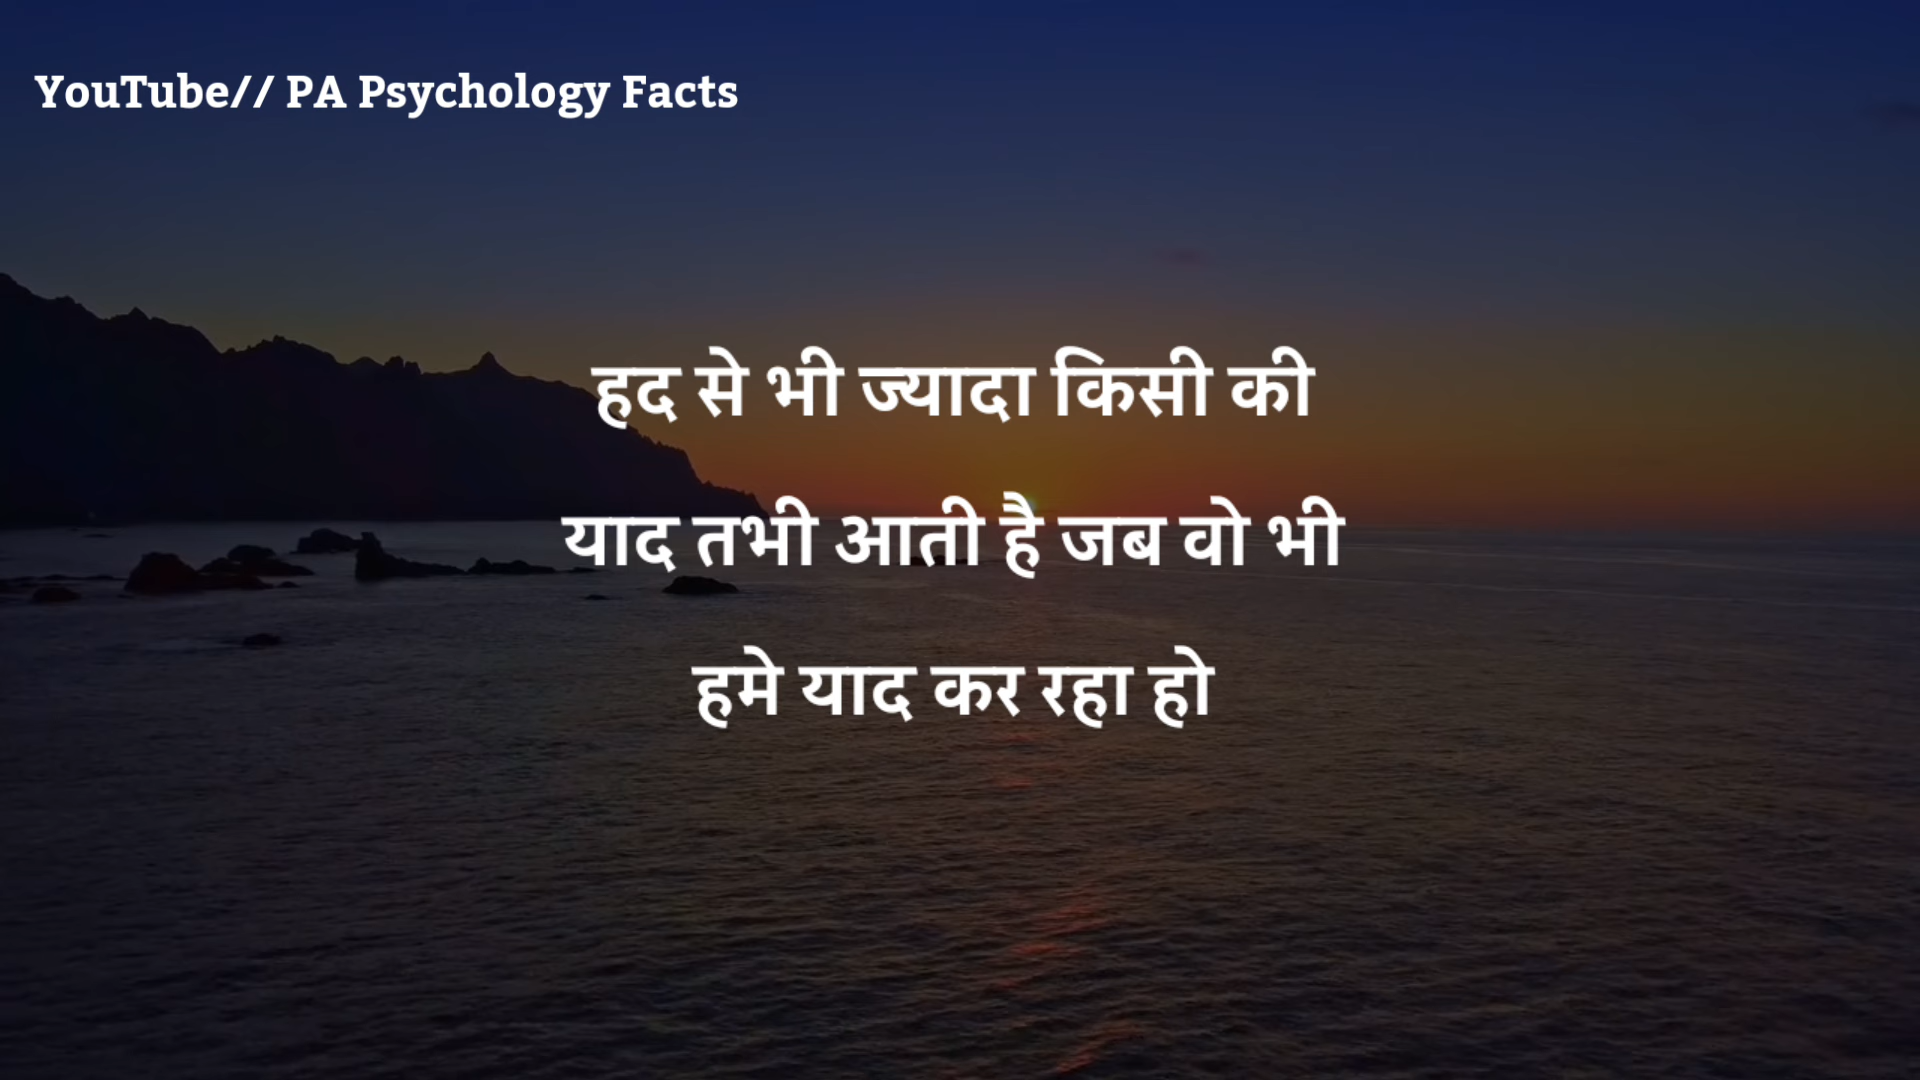 YouTube// PA Psychology Facts
हद से भी ज्यादा किसी की
याद तभी आती है जब वो भी
हमे याद कर रहा हो